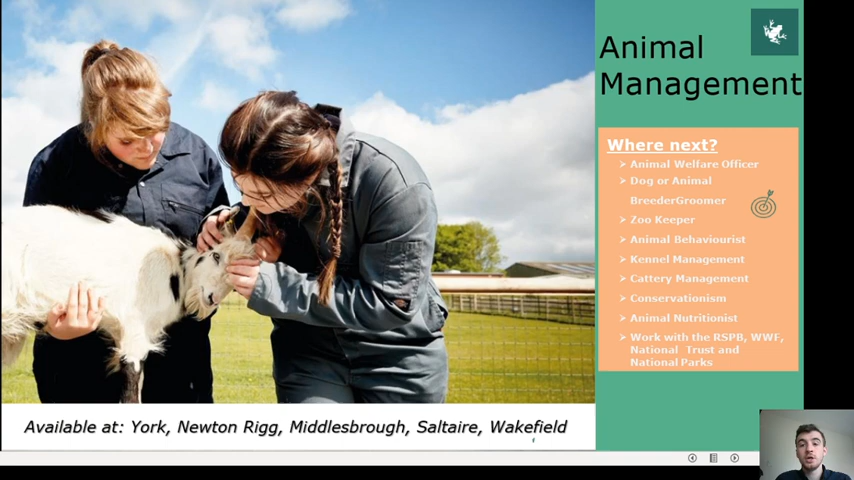 Animal
Management
Where next?
➢ Animal Welfare Officer
➢ Dog or Animal
BreederGroomer
➢ Zoo Keeper
➢ Animal Behaviourist
➢ Kennel Management
➢ Cattery Management
➢ Conservationism
➢ Animal Nutritionist
➢ Work with the RSPB, WWF,
National Trust and
National Parks
Available at: York, Newton Rigg, Middlesbrough, Saltaire, Wakefield